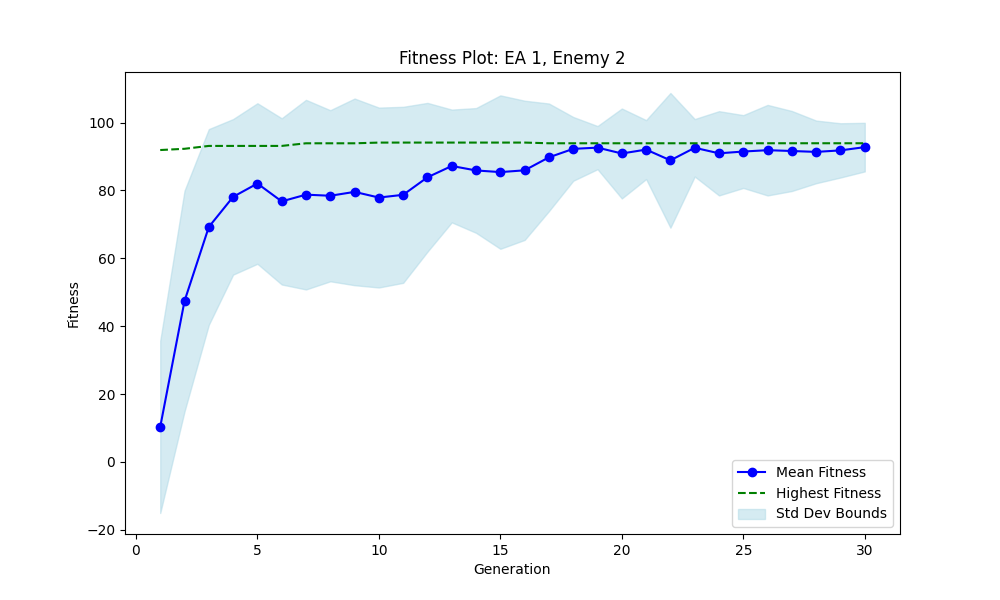 Fitness Plot: EA 1, Enemy 2
Fitness
100
80
60
40
20
0
−20
0 5 10 15 20 25 30
Generation
Mean Fitness
Highest Fitness
Std Dev Bounds